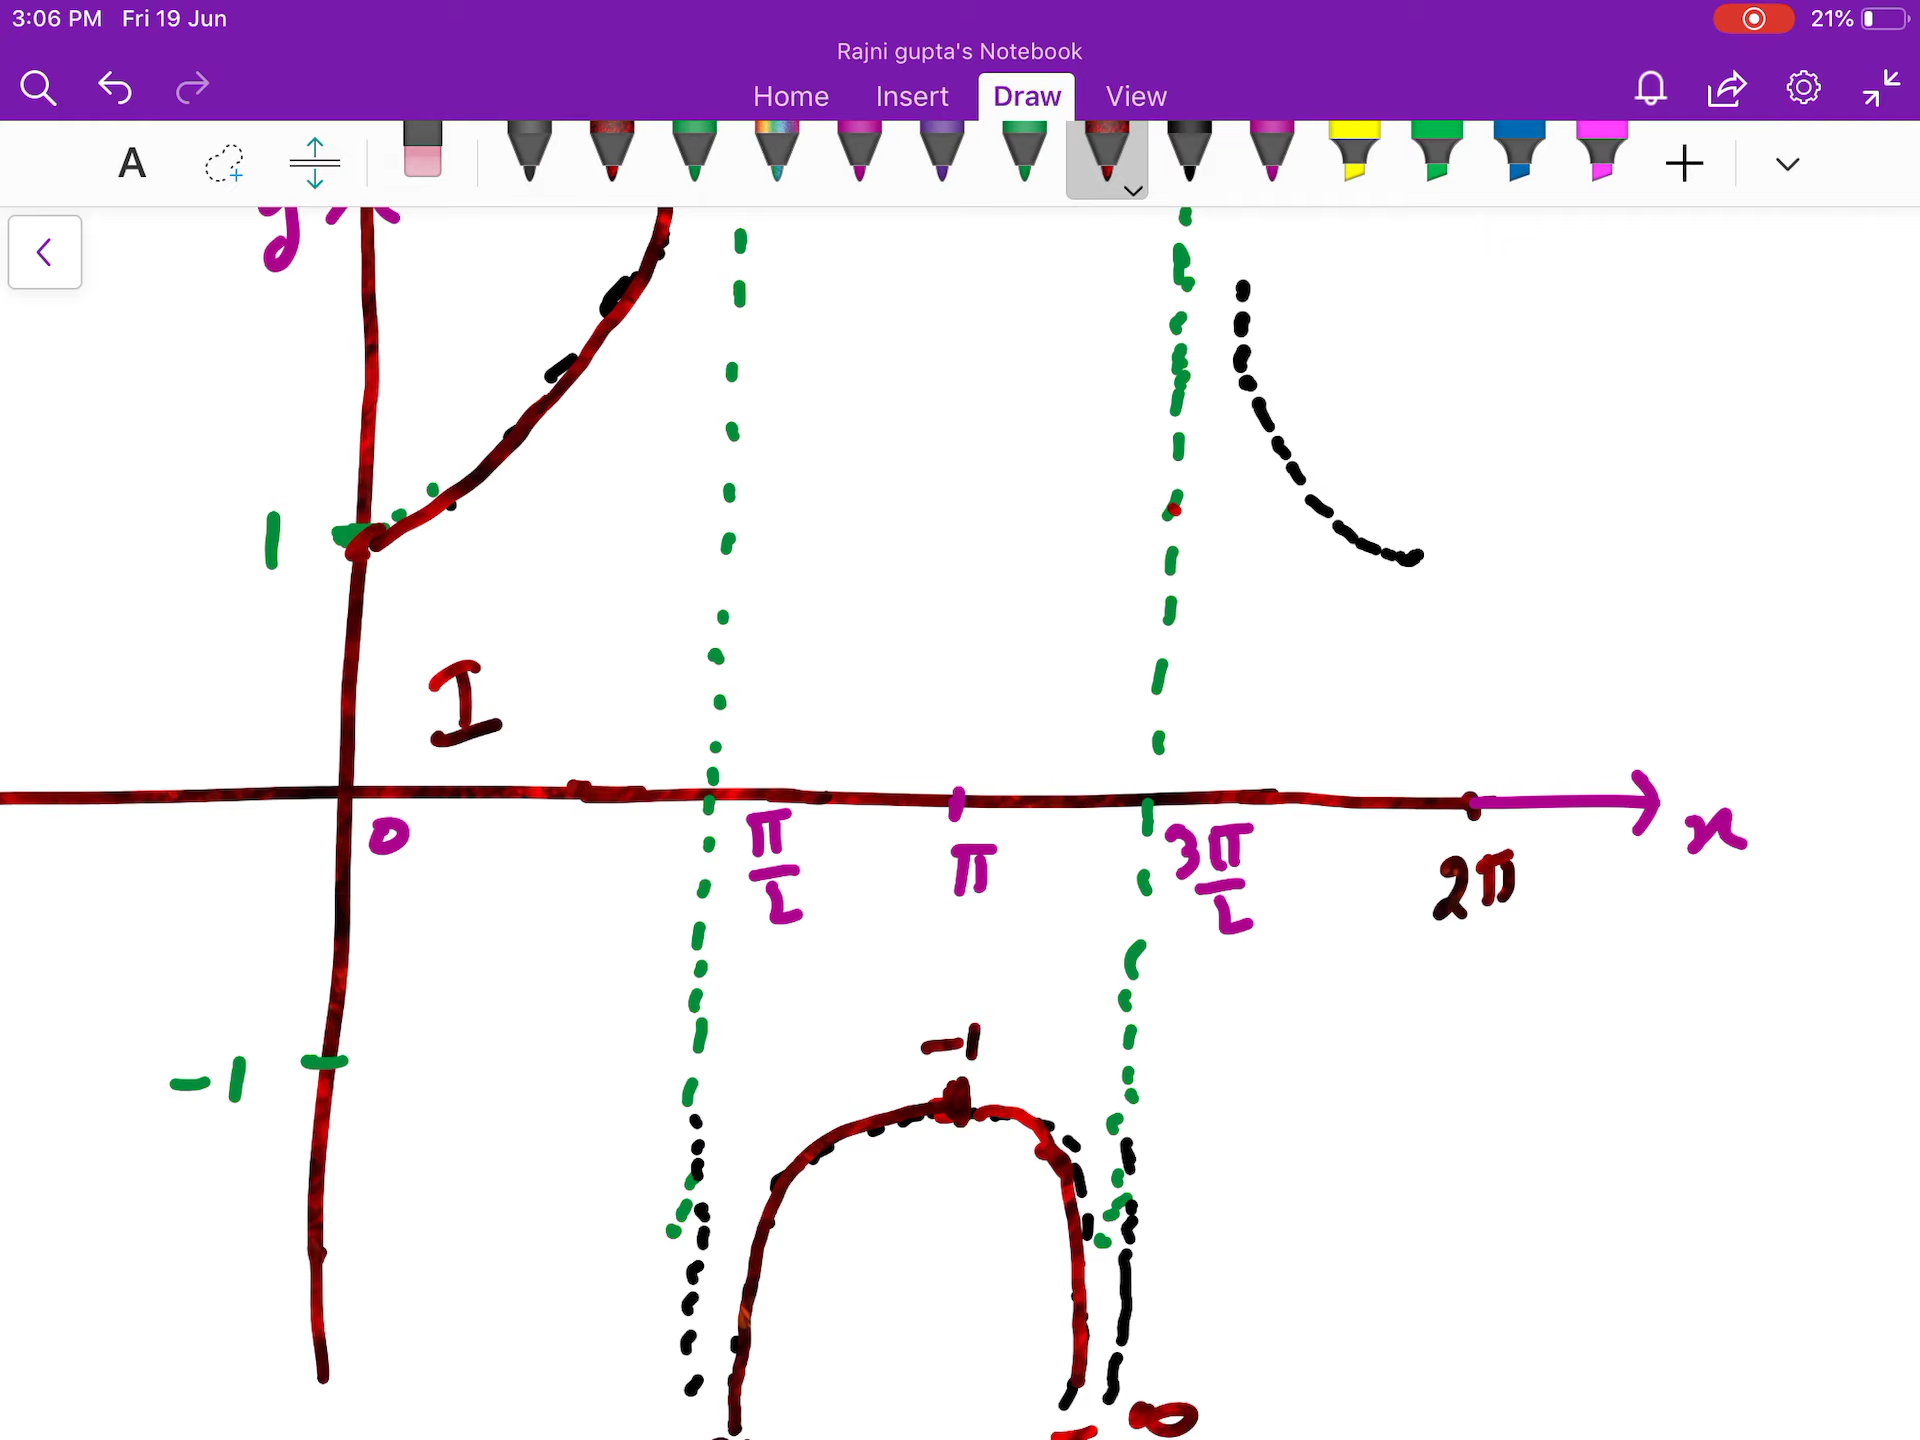 3:06 PM Fri 19 Jun 21%
Rajni gupta's Notebook
Home Insert Draw View
A
y
1
I
0 π/2 π 3π/2 2π x
-1
-1
-∞